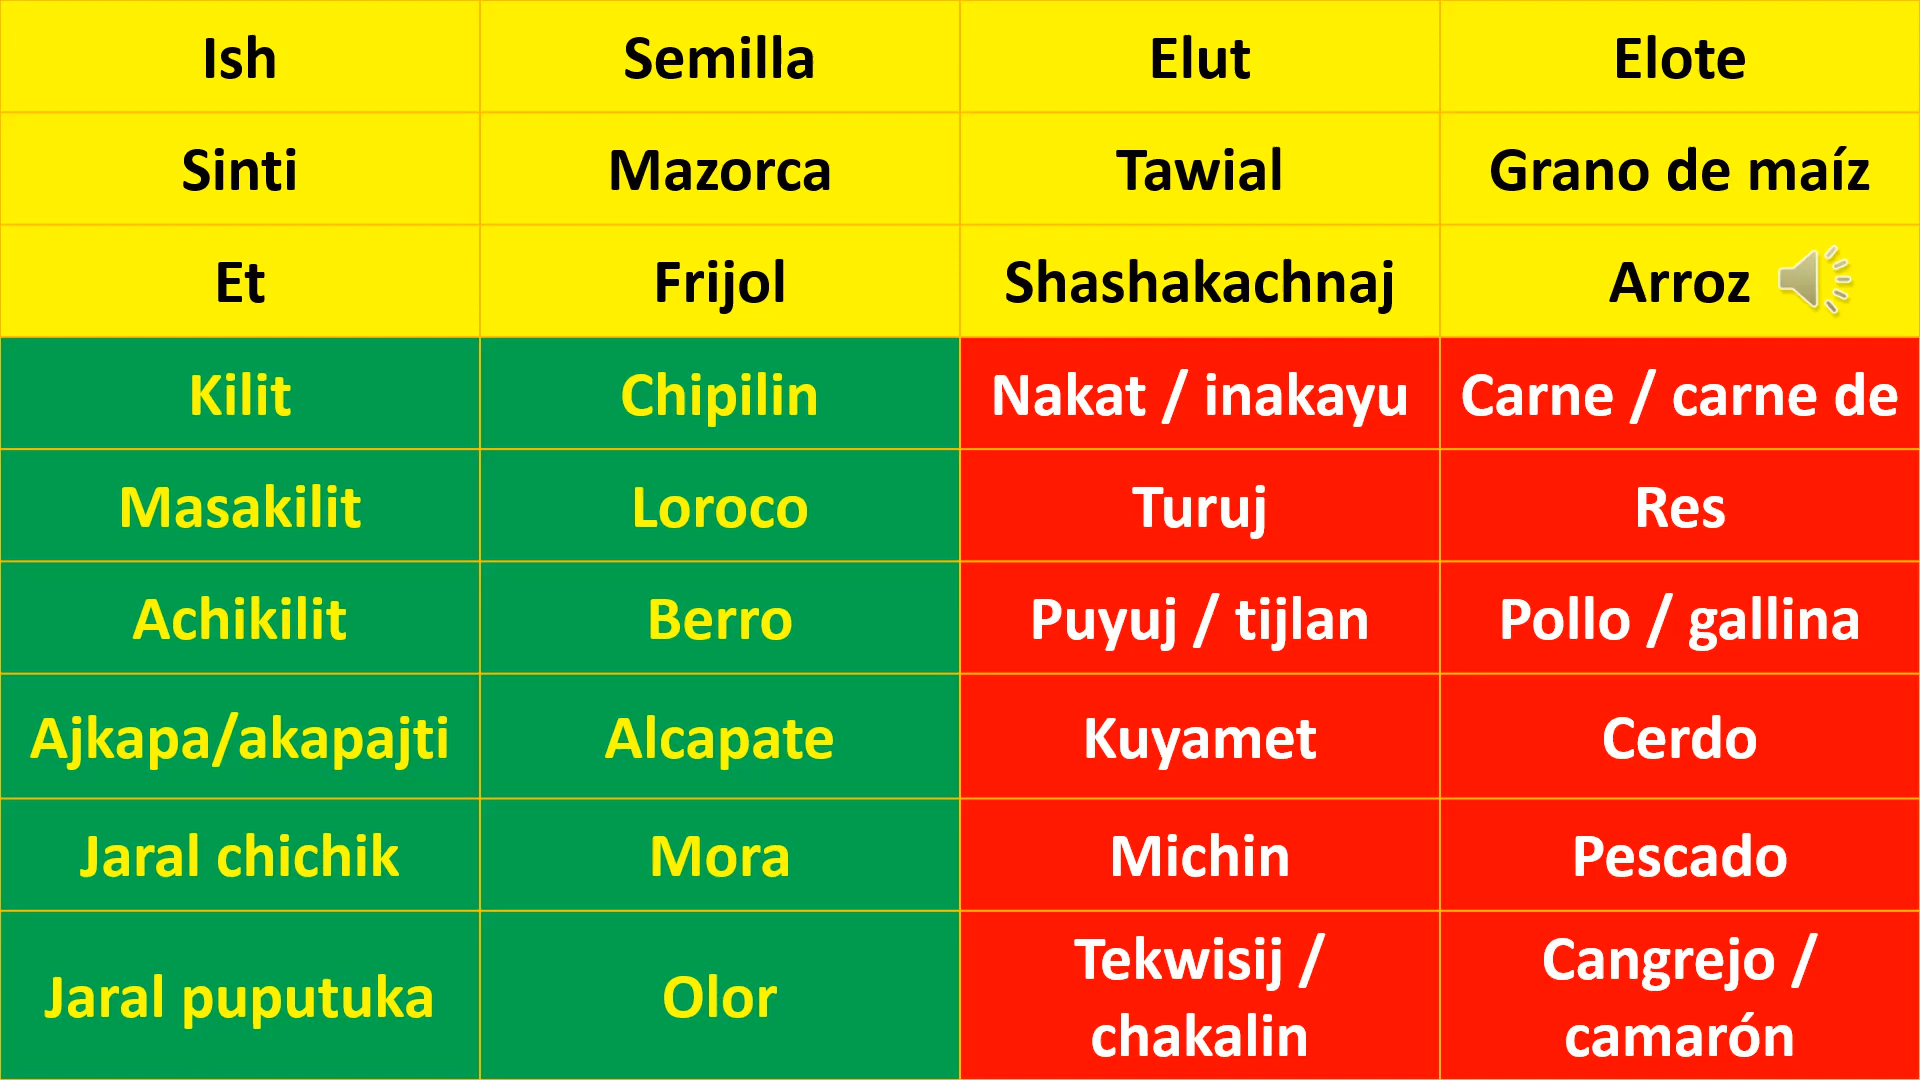 Ish Semilla Elut Elote
Sinti Mazorca Tawial Grano de maíz
Et Frijol Shashakachnaj Arroz
Kilit Chipilin Nakat / inakayu Carne / carne de
Masakilit Loroco Turuj Res
Achikilit Berro Puyuj / tijlan Pollo / gallina
Ajkapa/akapajti Alcapate Kuyamet Cerdo
Jaral chichik Mora Michin Pescado
Jaral puputuka Olor Tekwisij / chakalin Cangrejo / camarón